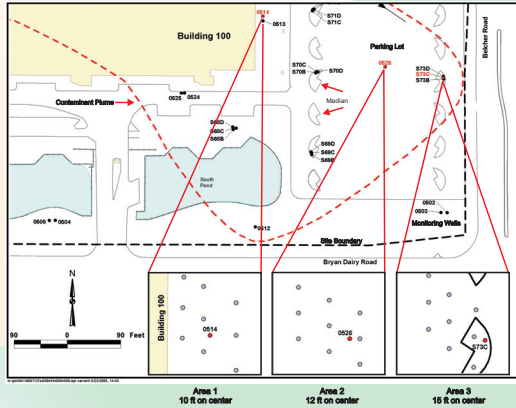 0514
0513
S71D
S71C
Building 100
Parking Lot
Belcher Road
S70C
S70B
S70D
0526
S73D
S73C
S73B
Contaminant Plume
0525
0524
Median
S68D
S68C
S68B
S69D
S69C
S69B
South
Pond
0502
0503
Monitoring Wells
0505
0504
0512
Site Boundary
Bryan Dairy Road
N
90
0
90
Feet
Building 100
0514
0526
S73C
Area 1
10 ft on center
Area 2
12 ft on center
Area 3
15 ft on center